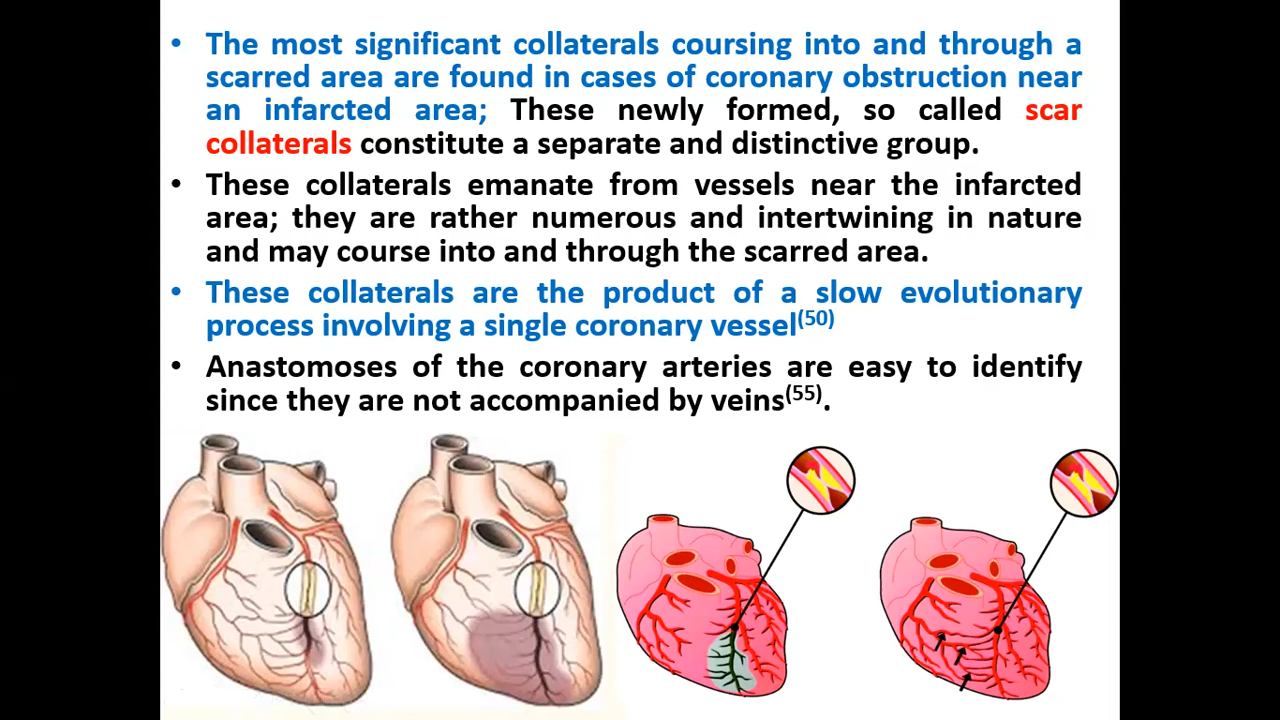 • The most significant collaterals coursing into and through a
scarred area are found in cases of coronary obstruction near
an infarcted area; These newly formed, so called scar
collaterals constitute a separate and distinctive group.
• These collaterals emanate from vessels near the infarcted
area; they are rather numerous and intertwining in nature
and may course into and through the scarred area.
• These collaterals are the product of a slow evolutionary
process involving a single coronary vessel(50)
• Anastomoses of the coronary arteries are easy to identify
since they are not accompanied by veins(55).